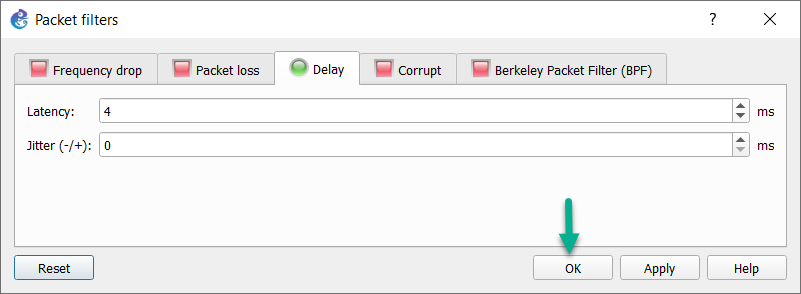 Packet filters ?
Frequency drop Packet loss Delay Corrupt Berkeley Packet Filter (BPF)
Latency: 4 ms
Jitter (-/+): 0 ms
Reset OK Apply Help